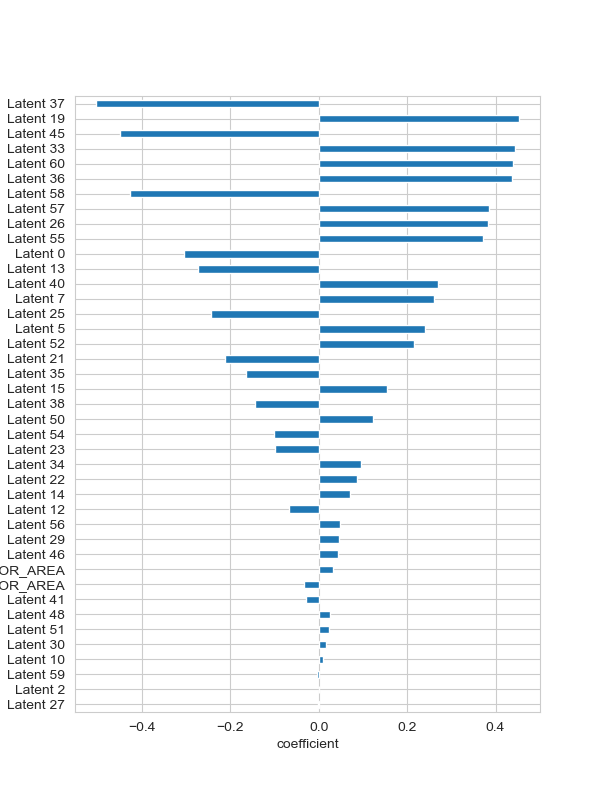 Latent 37
Latent 19
Latent 45
Latent 33
Latent 60
Latent 36
Latent 58
Latent 57
Latent 26
Latent 55
Latent 0
Latent 13
Latent 40
Latent 7
Latent 25
Latent 5
Latent 52
Latent 21
Latent 35
Latent 15
Latent 38
Latent 50
Latent 54
Latent 23
Latent 34
Latent 22
Latent 14
Latent 12
Latent 56
Latent 29
Latent 46
OR_AREA
OR_AREA
Latent 41
Latent 48
Latent 51
Latent 30
Latent 10
Latent 59
Latent 2
Latent 27
−0.4 −0.2 0.0 0.2 0.4
coefficient